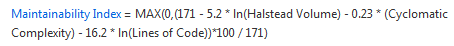 Maintainability Index = MAX(0,(171 - 5.2 * ln(Halstead Volume) - 0.23 * (Cyclomatic
Complexity) - 16.2 * ln(Lines of Code))*100 / 171)